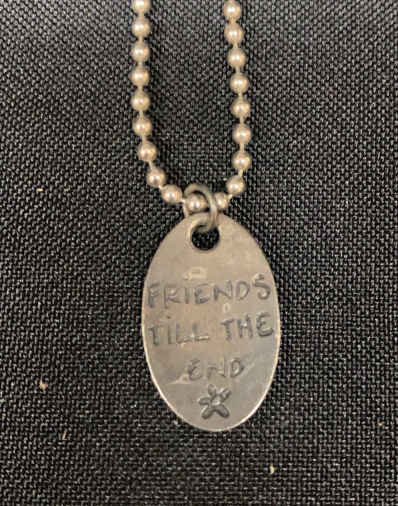 FRIENDS
TILL THE
END